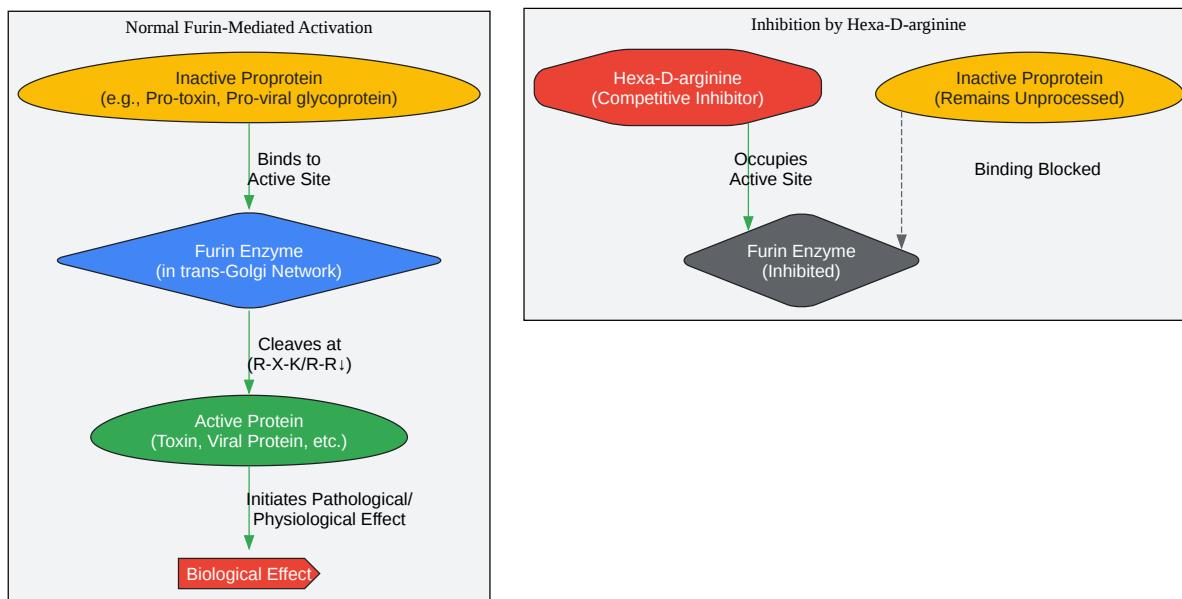 Normal Furin-Mediated Activation
Inactive Proprotein
(e.g., Pro-toxin, Pro-viral glycoprotein)
Binds to
Active Site
Furin Enzyme
(in trans-Golgi Network)
Cleaves at
(R-X-K/R-R↓)
Active Protein
(Toxin, Viral Protein, etc.)
Initiates Pathological/
Physiological Effect
Biological Effect
Inhibition by Hexa-D-arginine
Hexa-D-arginine
(Competitive Inhibitor)
Inactive Proprotein
(Remains Unprocessed)
Occupies
Active Site
Binding Blocked
Furin Enzyme
(Inhibited)